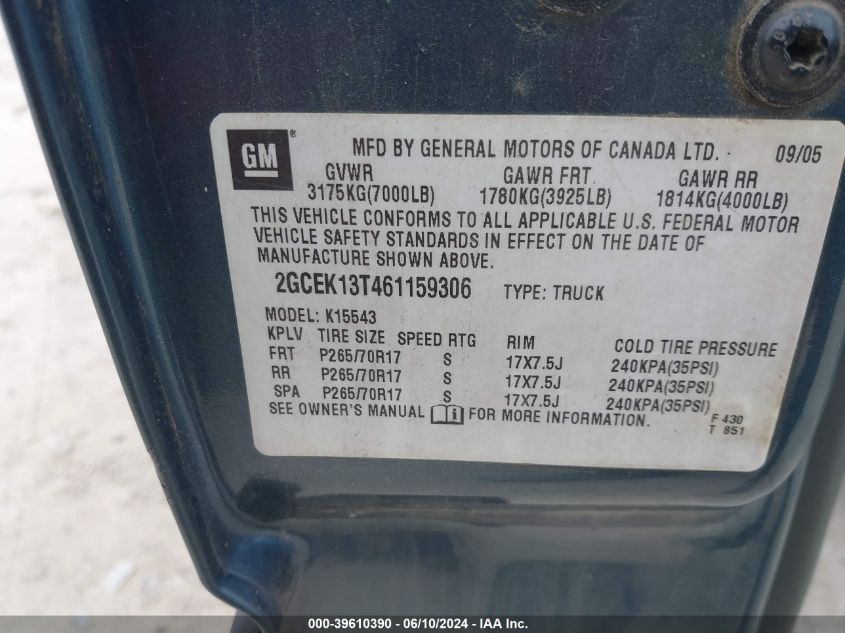 GM ® MFD BY GENERAL MOTORS OF CANADA LTD. 09/05
GVWR GAWR FRT. GAWR RR
3175KG(7000LB) 1780KG(3925LB) 1814KG(4000LB)
THIS VEHICLE CONFORMS TO ALL APPLICABLE U.S. FEDERAL MOTOR
VEHICLE SAFETY STANDARDS IN EFFECT ON THE DATE OF
MANUFACTURE SHOWN ABOVE.
2GCEK13T461159306 TYPE: TRUCK
MODEL: K15543
KPLV TIRE SIZE SPEED RTG RIM COLD TIRE PRESSURE
FRT P265/70R17 S 17X7.5J 240KPA(35PSI)
RR P265/70R17 S 17X7.5J 240KPA(35PSI)
SPA P265/70R17 S 17X7.5J 240KPA(35PSI)
SEE OWNER'S MANUAL FOR MORE INFORMATION. F 430
T 851
000-39610390 - 06/10/2024 - IAA Inc.